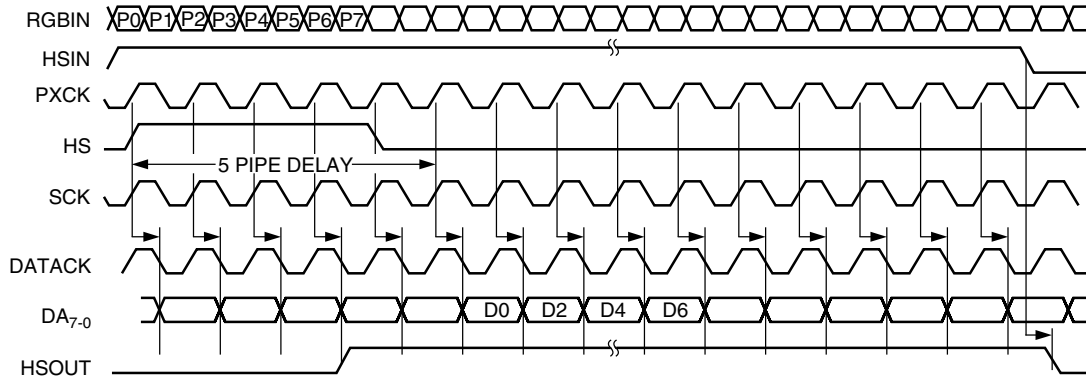 RGBIN P0 P1 P2 P3 P4 P5 P6 P7
HSIN
PXCK
HS
5 PIPE DELAY
SCK
DATACK
DA7-0 D0 D2 D4 D6
HSOUT